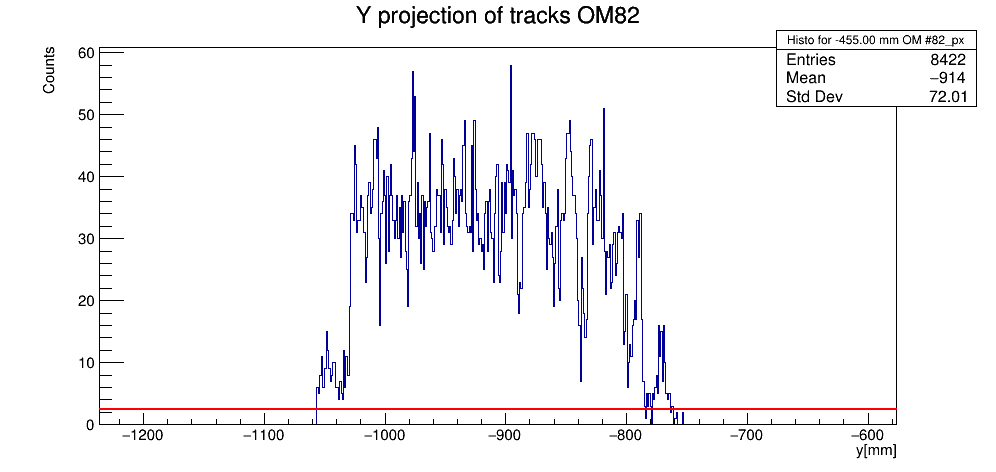 Y projection of tracks OM82
Histo for -455.00 mm OM #82_px
Entries 8422
Mean −914
Std Dev 72.01
Counts
60
50
40
30
20
10
0
−1200 −1100 −1000 −900 −800 −700 −600
y[mm]